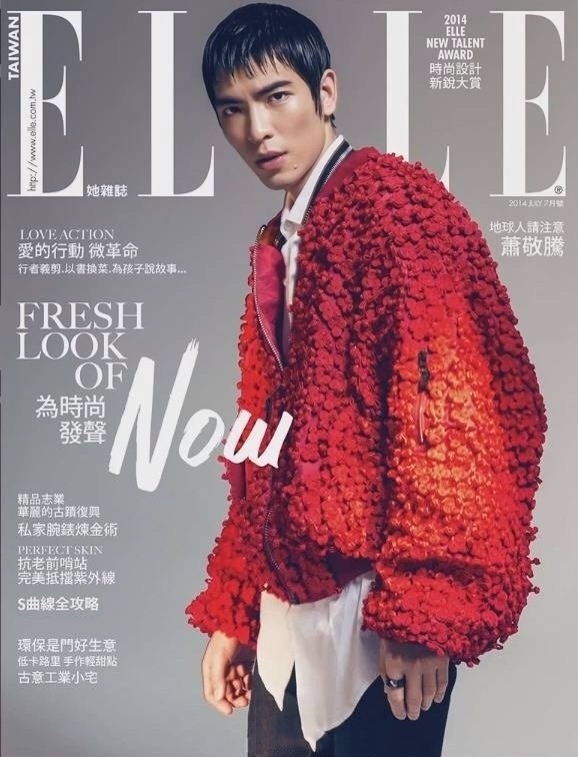 TAIWAN
http://www.elle.com.tw
ELLE
她雜誌
2014
ELLE
NEW TALENT
AWARD
時尚設計
新銳大賞
®
2014 JULY 7月號
地球人請注意
蕭敬騰
LOVE ACTION
愛的行動 微革命
行者義剪.以書換菜.為孩子說故事...
FRESH
LOOK
OF
Now
為時尚
發聲
精品志業
華麗的古蹟復興
私家腕錶煉金術
PERFECT SKIN
抗老前哨站
完美抵擋紫外線
S曲線全攻略
環保是門好生意
低卡路里 手作輕甜點
古意工業小宅